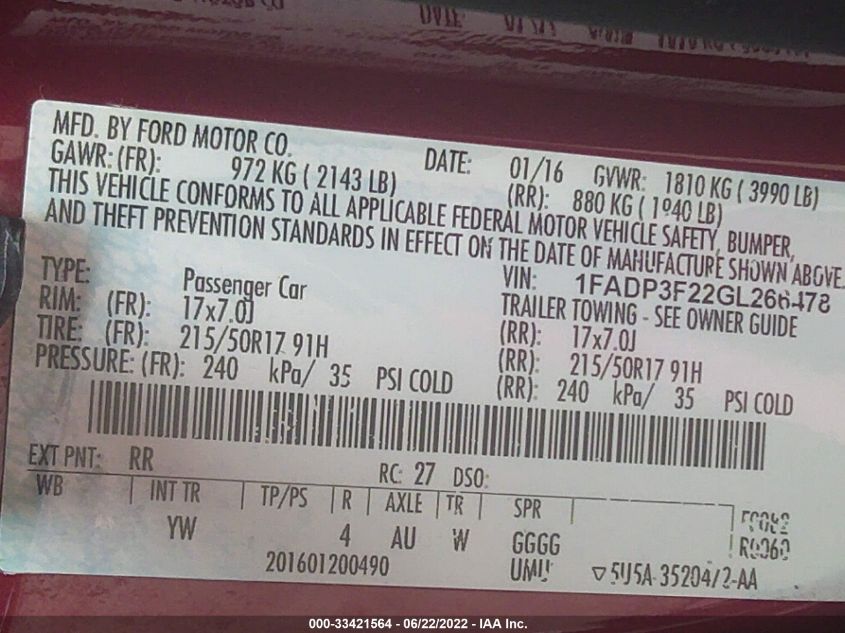 MFD. BY FORD MOTOR CO.
DATE: 01/16 GVWR: 1810 KG ( 3990 LB)
GAWR: (FR): 972 KG ( 2143 LB) (RR): 880 KG ( 1940 LB)
THIS VEHICLE CONFORMS TO ALL APPLICABLE FEDERAL MOTOR VEHICLE SAFETY, BUMPER,
AND THEFT PREVENTION STANDARDS IN EFFECT ON THE DATE OF MANUFACTURE SHOWN ABOVE.
VIN: 1FADP3F22GL266478
TYPE: Passenger Car TRAILER TOWING - SEE OWNER GUIDE
RIM: (FR): 17x7.0J (RR): 17x7.0J
TIRE: (FR): 215/50R17 91H (RR): 215/50R17 91H
PRESSURE: (FR): 240 kPa/ 35 PSI COLD (RR): 240 kPa/ 35 PSI COLD
EXT PNT: RR RC: 27 DSO:
WB INT TR TP/PS R AXLE TR SPR
YW 4 AU W GGGG
201601200490 UMU
000-33421564 - 06/22/2022 - IAA Inc.